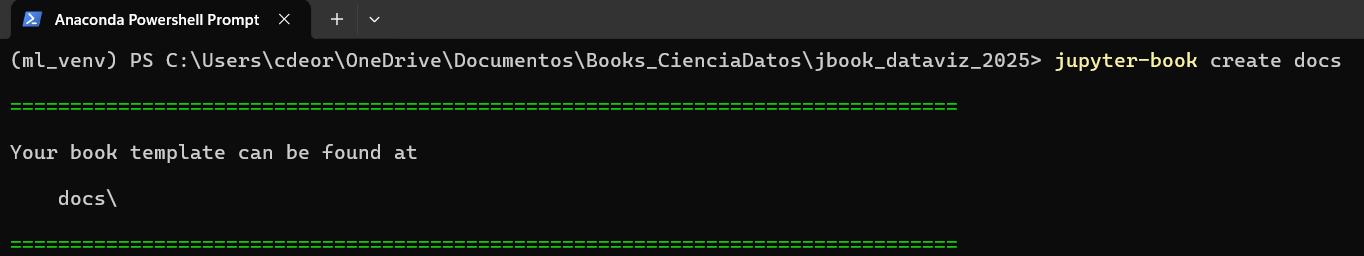 Anaconda Powershell Prompt
(ml_venv) PS C:\Users\cdeor\OneDrive\Documentos\Books_CienciaDatos\jbook_dataviz_2025> jupyter-book create docs
===============================================================================
Your book template can be found at
    docs\
===============================================================================